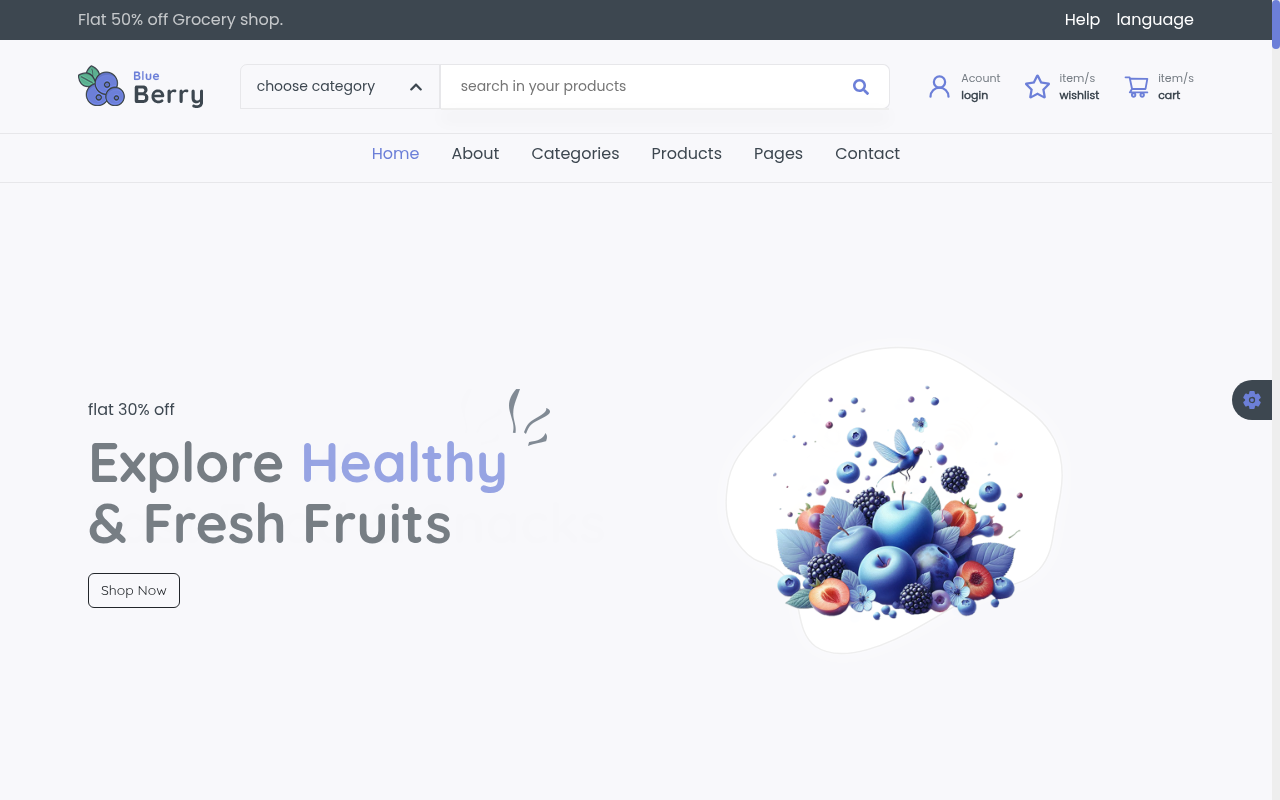 Flat 50% off Grocery shop.
Help
language
Blue
Berry
choose category
search in your products
Acount
login
item/s
wishlist
item/s
cart
Home
About
Categories
Products
Pages
Contact
flat 30% off
Explore Healthy
& Fresh Fruits
Shop Now